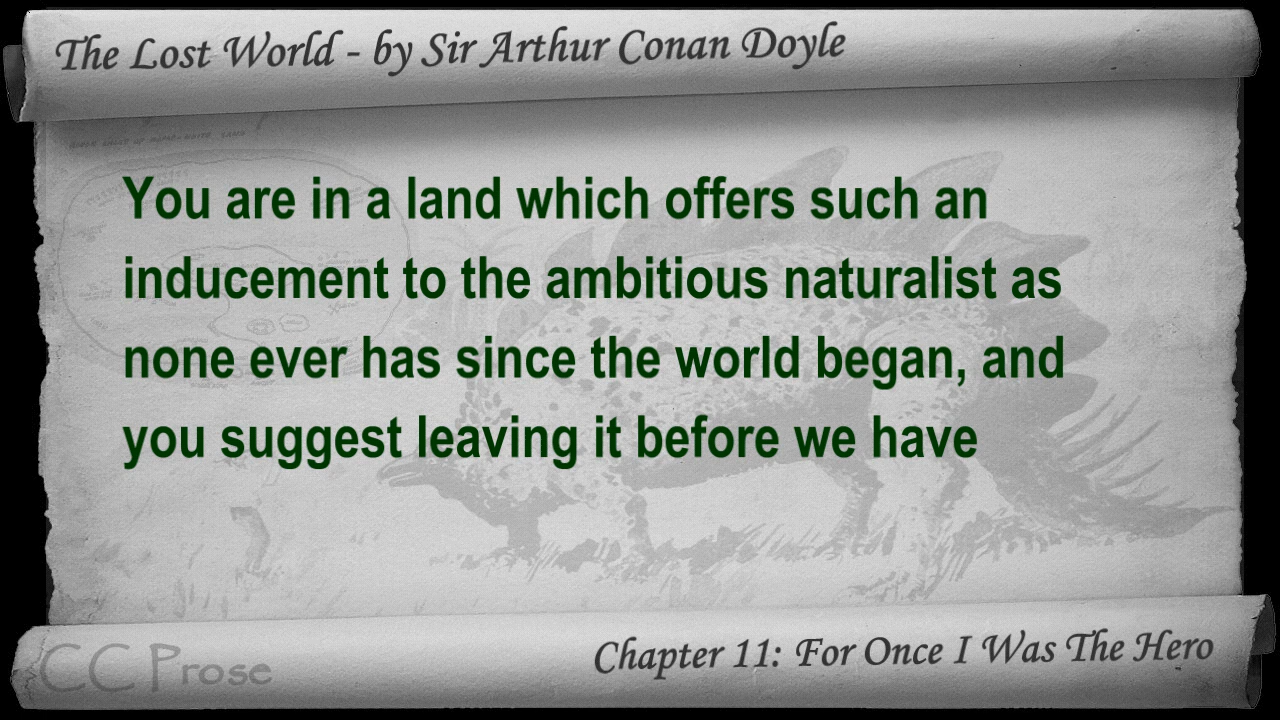 The Lost World - by Sir Arthur Conan Doyle
You are in a land which offers such an
inducement to the ambitious naturalist as
none ever has since the world began, and
you suggest leaving it before we have
Chapter 11: For Once I Was The Hero
CC Prose